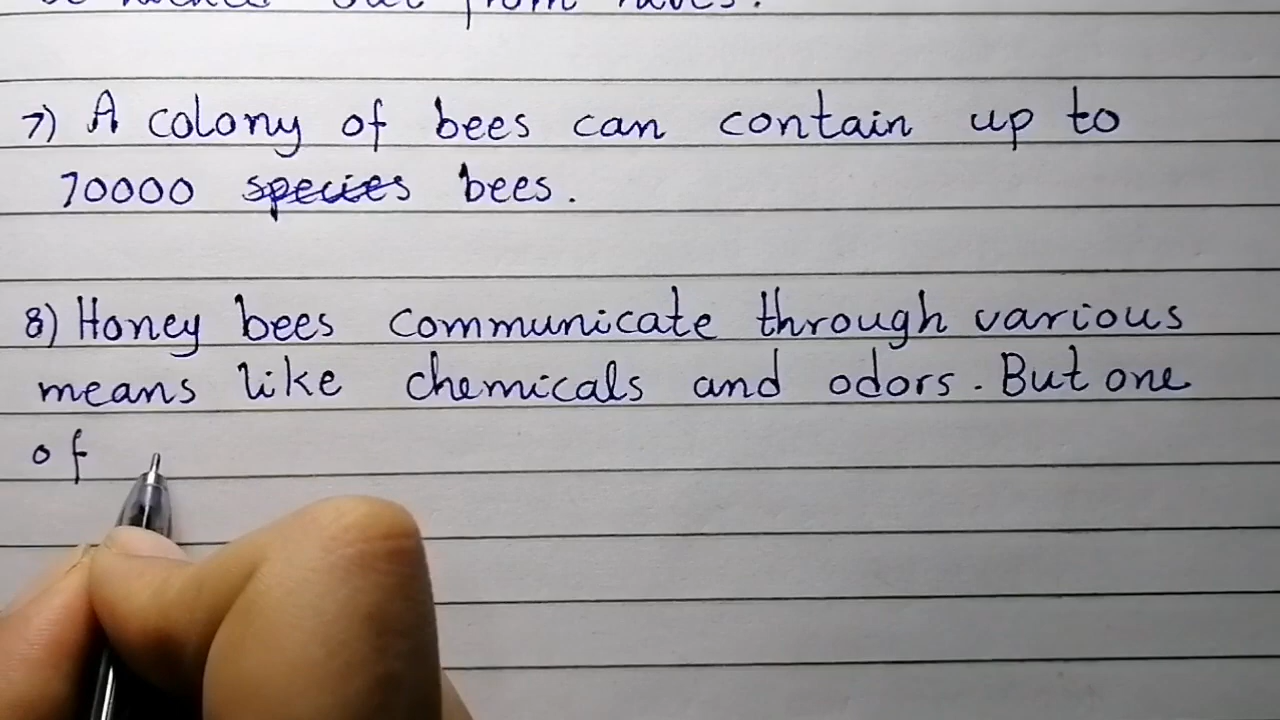 from
7) A colony of bees can contain up to
70000 species bees.
8) Honey bees communicate through various
means like chemicals and odors. But one
of